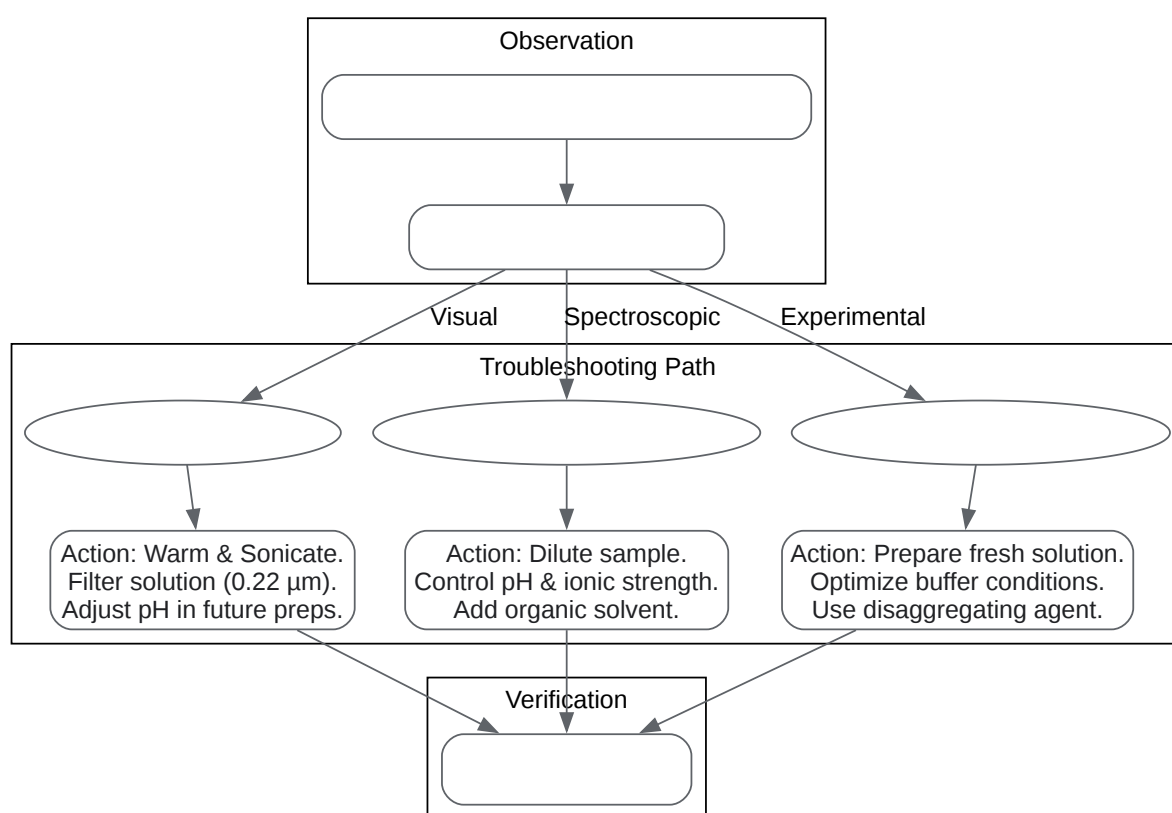 Observation
Visual
Spectroscopic
Experimental
Troubleshooting Path
Action: Warm & Sonicate.
Filter solution (0.22 µm).
Adjust pH in future preps.
Action: Dilute sample.
Control pH & ionic strength.
Add organic solvent.
Action: Prepare fresh solution.
Optimize buffer conditions.
Use disaggregating agent.
Verification